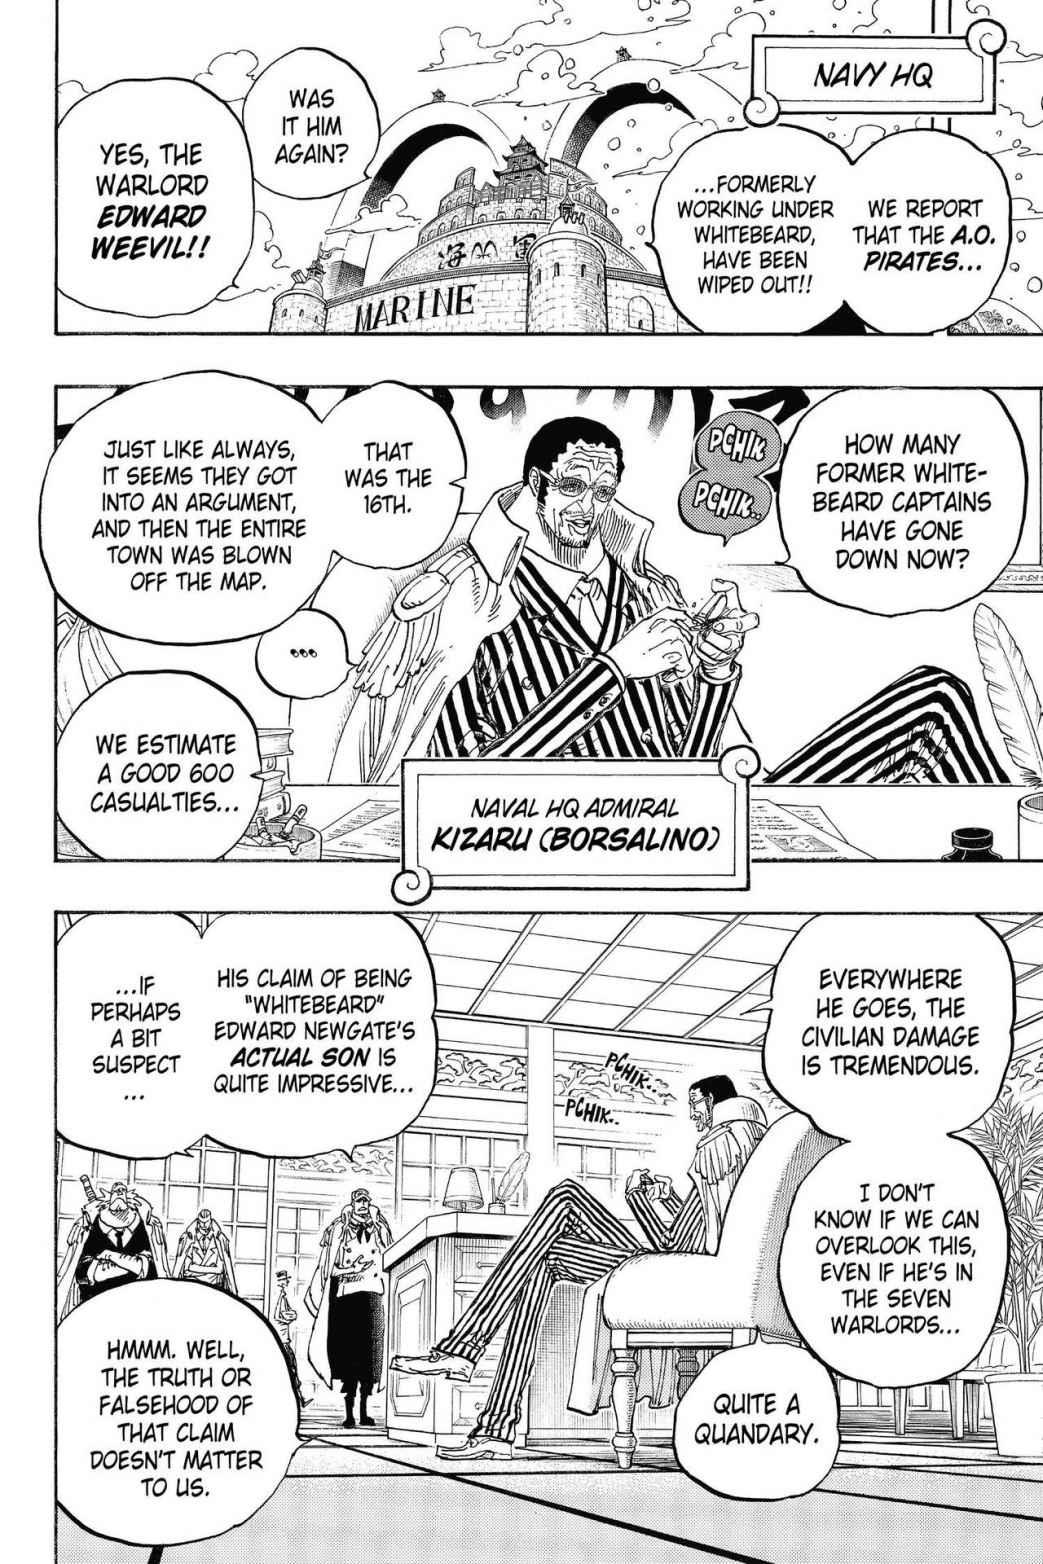 NAVY HQ
WE REPORT
THAT THE A.O.
PIRATES...
...FORMERLY
WORKING UNDER
WHITEBEARD,
HAVE BEEN
WIPED OUT!!
WAS
IT HIM
AGAIN?
YES, THE
WARLORD
EDWARD
WEEVIL!!
海軍
MARINE
HOW MANY
FORMER WHITE-
BEARD CAPTAINS
HAVE GONE
DOWN NOW?
PCHIK
PCHIK..
THAT
WAS THE
16TH.
JUST LIKE ALWAYS,
IT SEEMS THEY GOT
INTO AN ARGUMENT,
AND THEN THE ENTIRE
TOWN WAS BLOWN
OFF THE MAP.
...
WE ESTIMATE
A GOOD 600
CASUALTIES...
NAVAL HQ ADMIRAL
KIZARU (BORSALINO)
EVERYWHERE
HE GOES, THE
CIVILIAN DAMAGE
IS TREMENDOUS.
I DON'T
KNOW IF WE CAN
OVERLOOK THIS,
EVEN IF HE'S IN
THE SEVEN
WARLORDS...
QUITE A
QUANDARY.
PCHIK..
PCHIK..
HIS CLAIM OF BEING
"WHITEBEARD"
EDWARD NEWGATE'S
ACTUAL SON IS
QUITE IMPRESSIVE...
...IF
PERHAPS
A BIT
SUSPECT
...
HMMM. WELL,
THE TRUTH OR
FALSEHOOD OF
THAT CLAIM
DOESN'T MATTER
TO US.